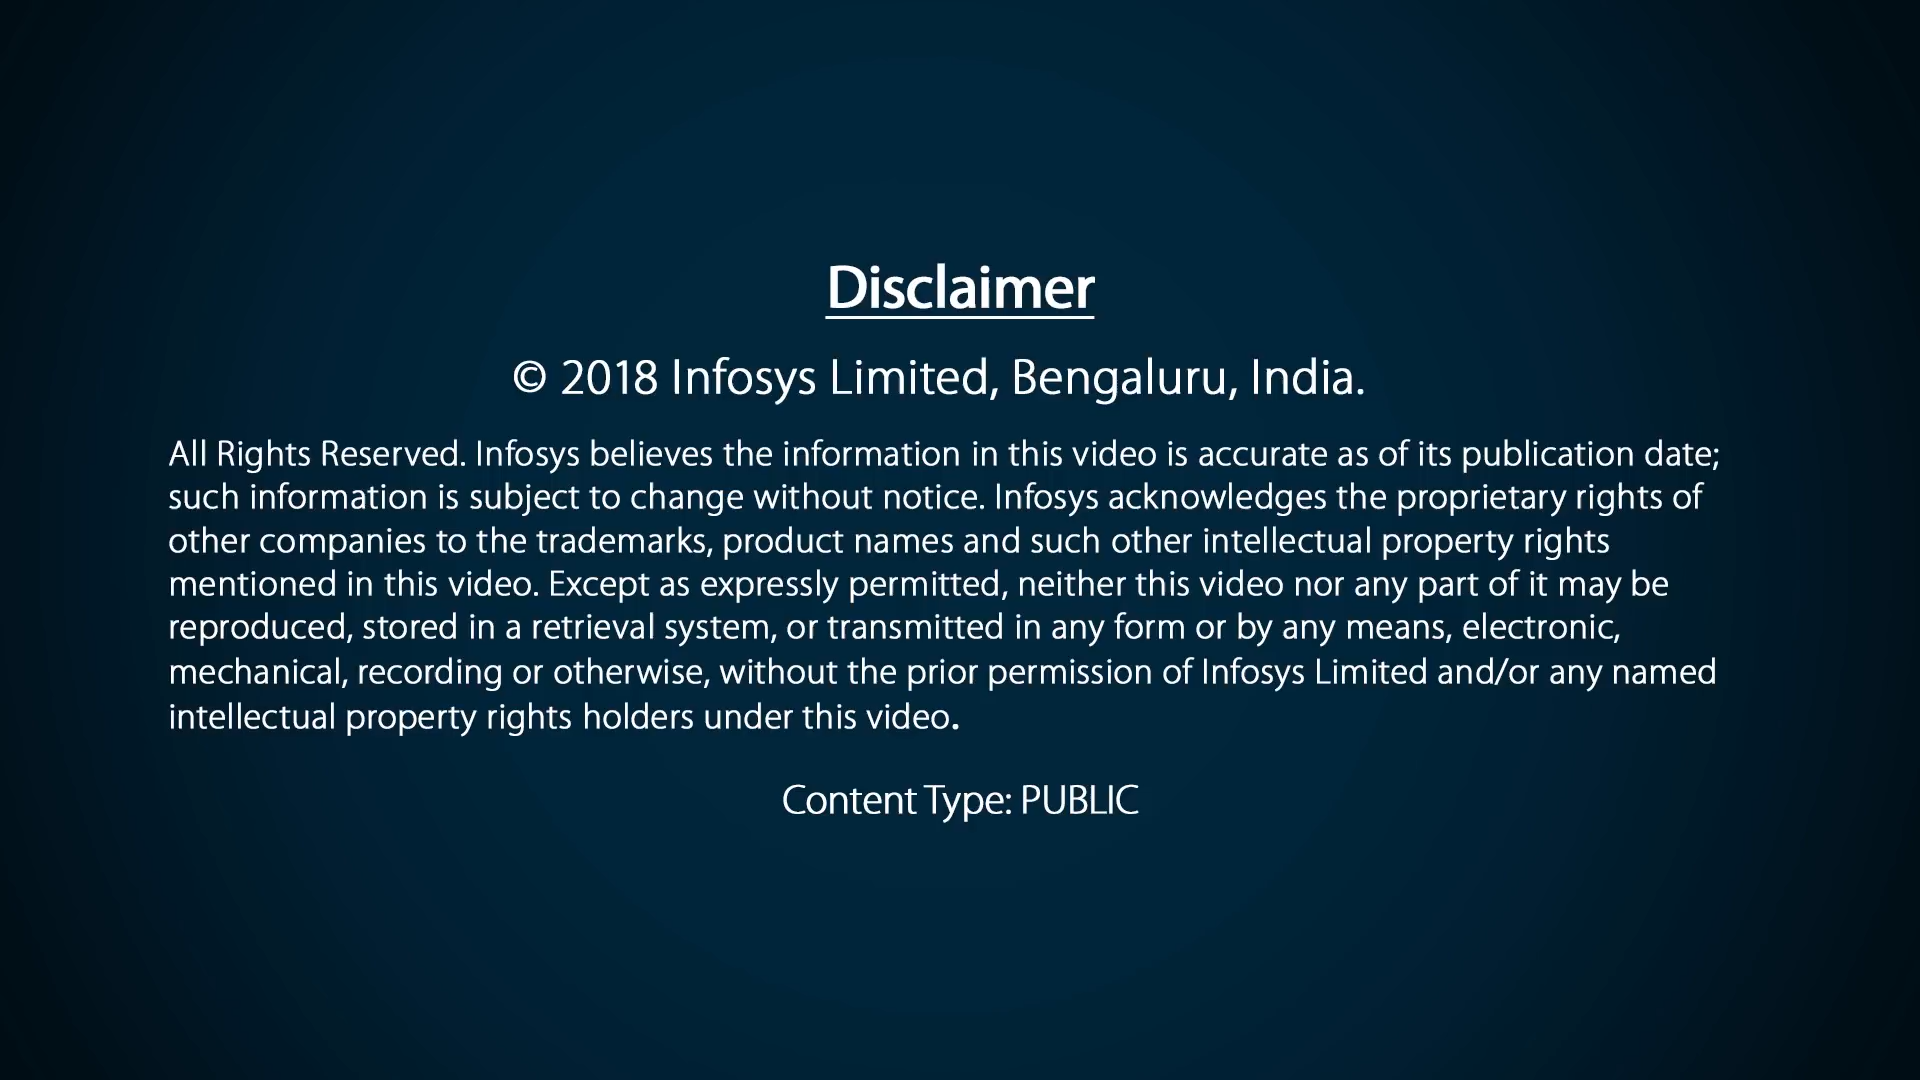 Disclaimer
© 2018 Infosys Limited, Bengaluru, India.
All Rights Reserved. Infosys believes the information in this video is accurate as of its publication date;
such information is subject to change without notice. Infosys acknowledges the proprietary rights of
other companies to the trademarks, product names and such other intellectual property rights
mentioned in this video. Except as expressly permitted, neither this video nor any part of it may be
reproduced, stored in a retrieval system, or transmitted in any form or by any means, electronic,
mechanical, recording or otherwise, without the prior permission of Infosys Limited and/or any named
intellectual property rights holders under this video.
Content Type: PUBLIC